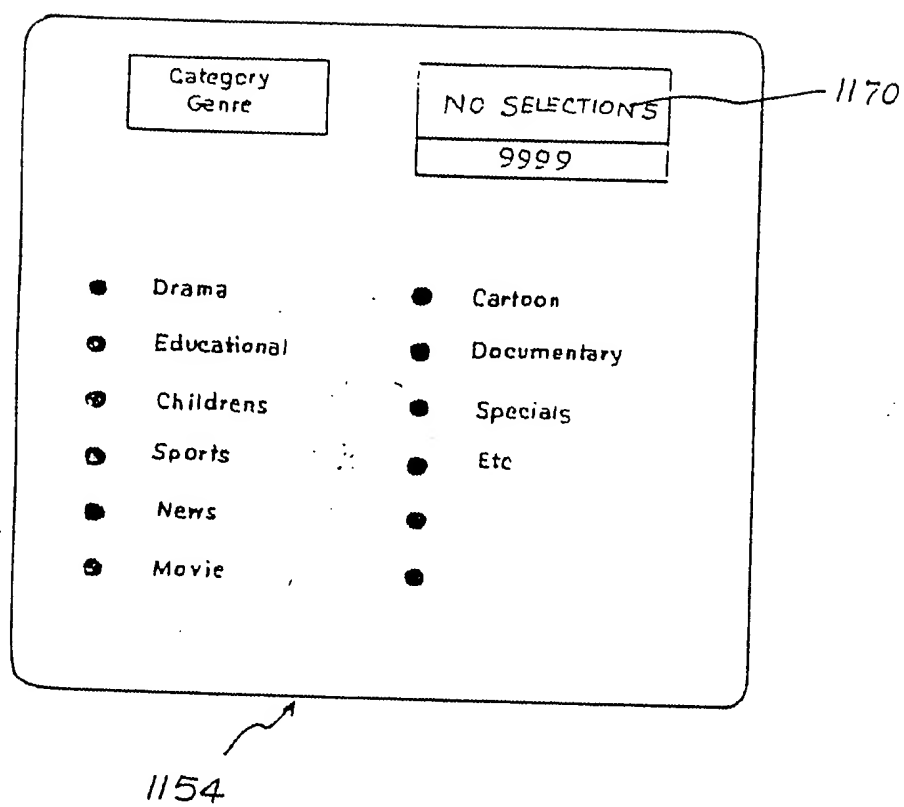 Category
Genre
NO SELECTIONS
9999
1170
Drama
Educational
Childrens
Sports
News
Movie
Cartoon
Documentary
Specials
Etc
1154